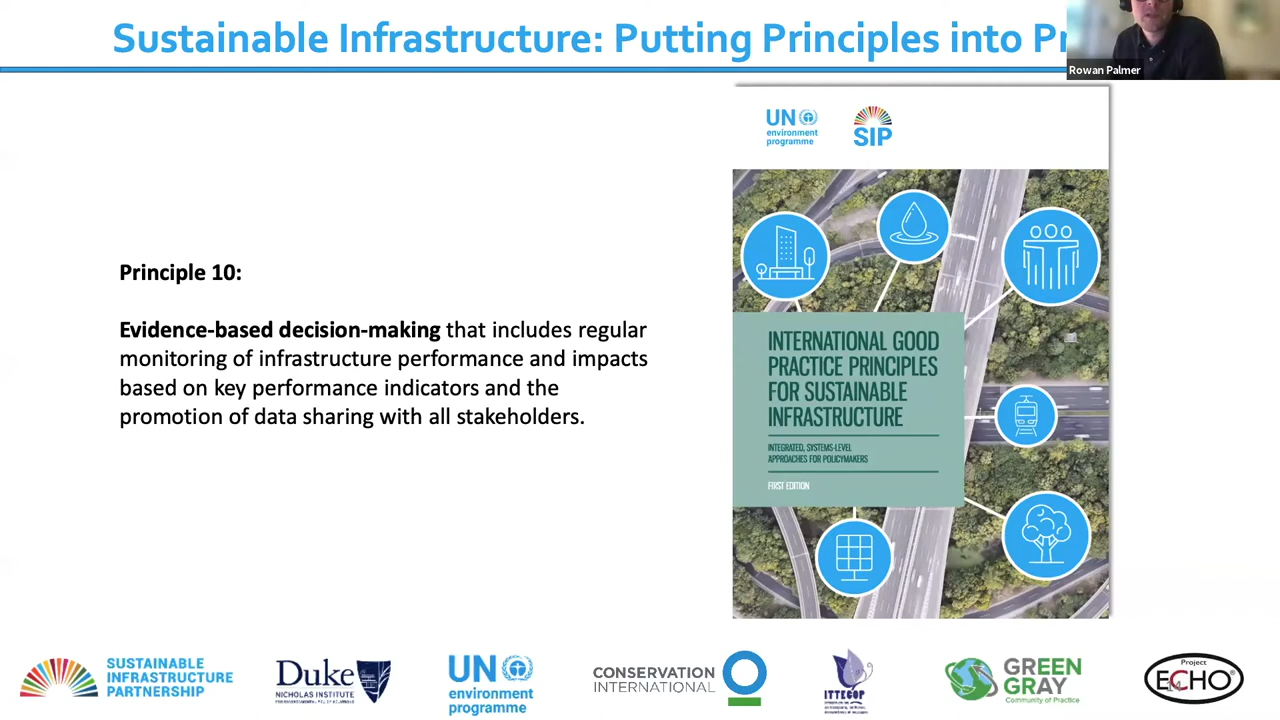 Sustainable Infrastructure: Putting Principles into Pr
Rowan Palmer
UN
environment
programme
SIP
Principle 10:
Evidence-based decision-making that includes regular
monitoring of infrastructure performance and impacts
based on key performance indicators and the
promotion of data sharing with all stakeholders.
INTERNATIONAL GOOD
PRACTICE PRINCIPLES
FOR SUSTAINABLE
INFRASTRUCTURE
INTEGRATED, SYSTEMS-LEVEL
APPROACHES FOR POLICYMAKERS
FIRST EDITION
SUSTAINABLE
INFRASTRUCTURE
PARTNERSHIP
Duke
NICHOLAS INSTITUTE
UN
environment
programme
CONSERVATION
INTERNATIONAL
ITTECOP
GREEN
GRAY
Community of Practice
Project
ECHO